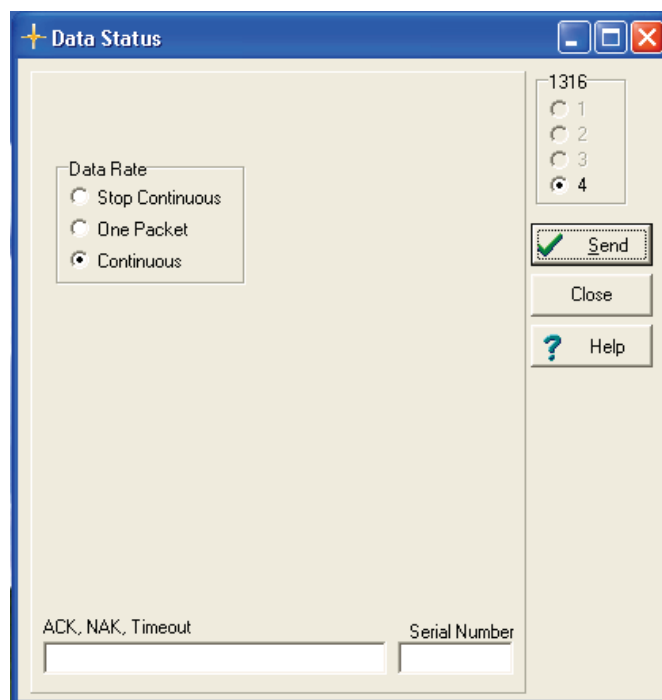 Data Status
Data Rate
Stop Continuous
One Packet
Continuous
1316
1
2
3
4
Send
Close
? Help
ACK, NAK, Timeout
Serial Number